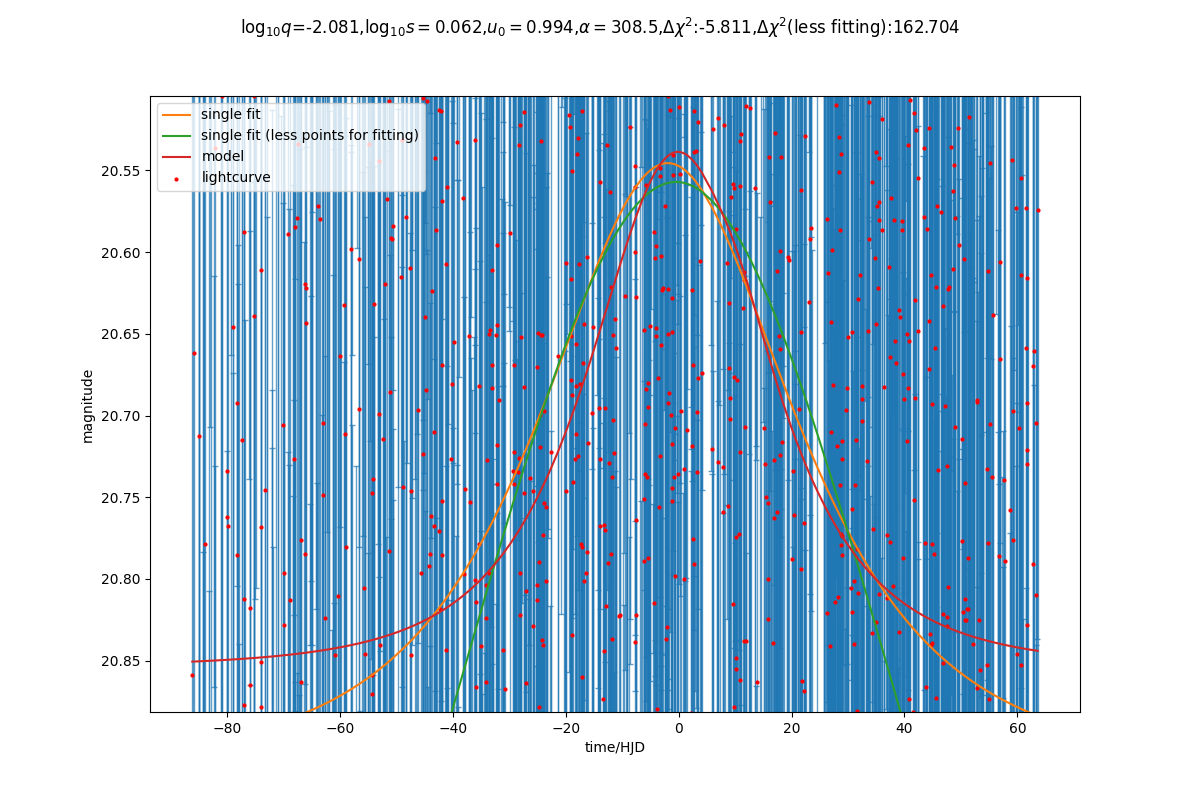 log₁₀q=-2.081,log₁₀s = 0.062,u₀ = 0.994,α = 308.5,Δχ²:-5.811,Δχ²(less fitting):162.704
single fit
single fit (less points for fitting)
model
lightcurve
magnitude
20.55
20.60
20.65
20.70
20.75
20.80
20.85
−80
−60
−40
−20
0
20
40
60
time/HJD